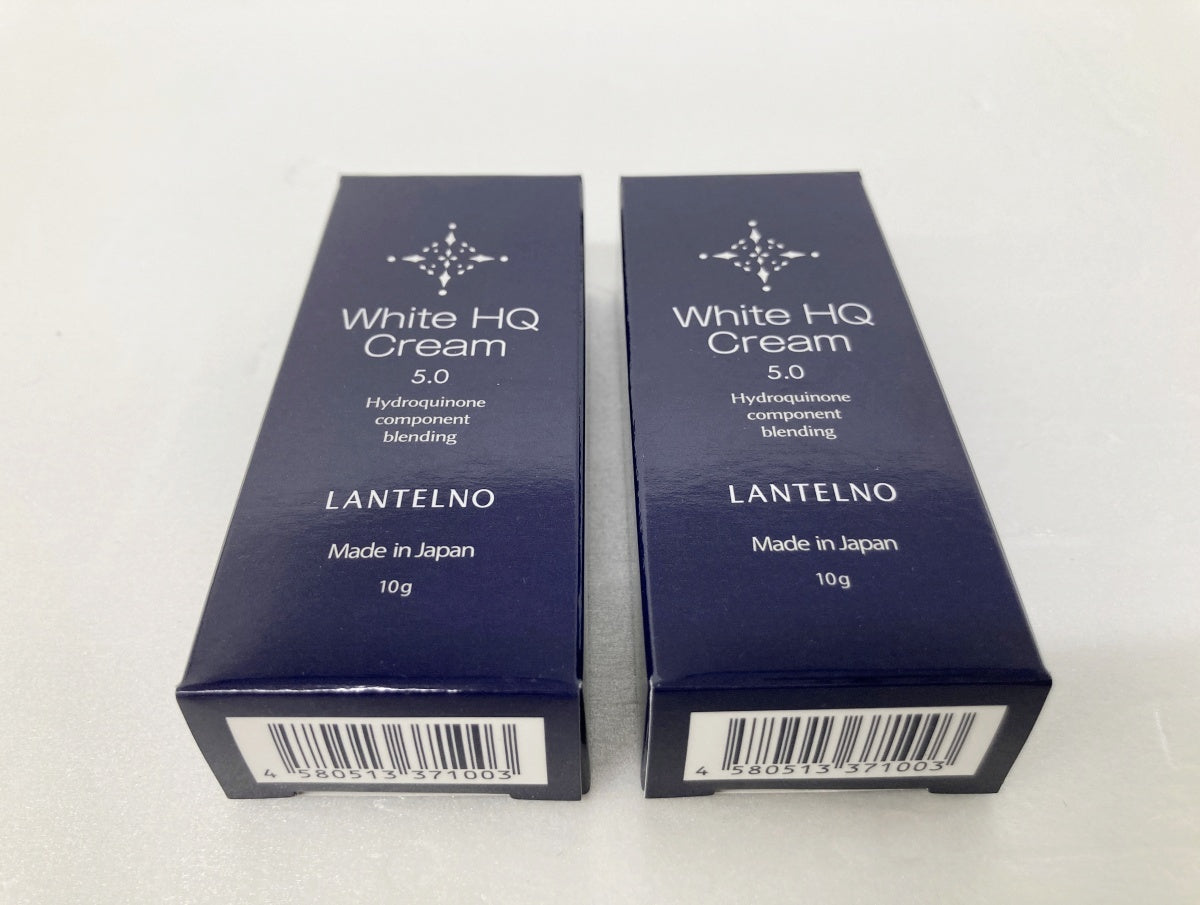 White HQ
Cream
5.0
Hydroquinone
component
blending
LANTELNO
Made in Japan
10g
4 580513 371003
White HQ
Cream
5.0
Hydroquinone
component
blending
LANTELNO
Made in Japan
10g
4 580513 371003